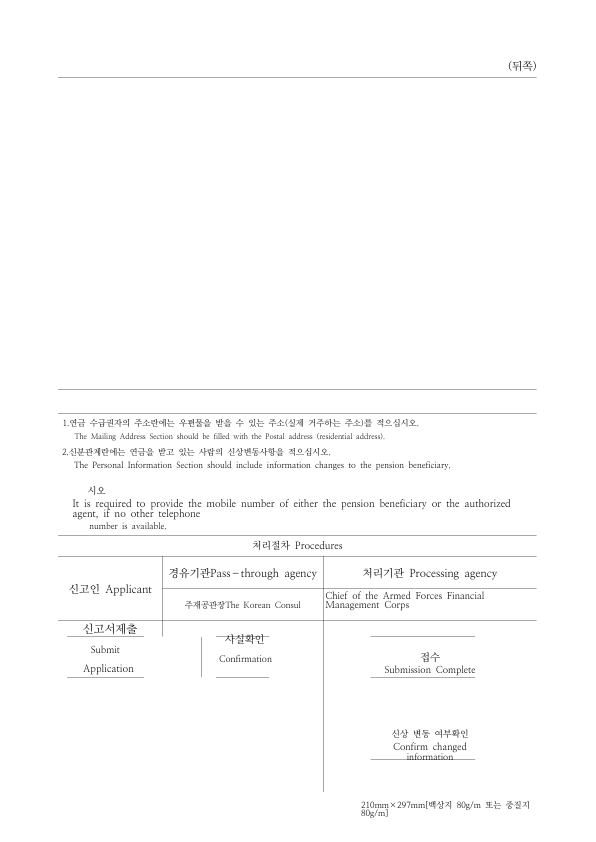 (뒤쪽)
1.연금 수급권자의 주소란에는 우편물을 받을 수 있는 주소(실제 거주하는 주소)를 적으십시오.
The Mailing Address Section should be filled with the Postal address (residential address).
2.신분관계란에는 연금을 받고 있는 사람의 신상변동사항을 적으십시오.
The Personal Information Section should include information changes to the pension beneficiary.
시오
It is required to provide the mobile number of either the pension beneficiary or the authorized
agent, if no other telephone
number is available.
처리절차 Procedures
신고인 Applicant
경유기관Pass-through agency
처리기관 Processing agency
주재공관장The Korean Consul
Chief of the Armed Forces Financial
Management Corps
신고서제출
Submit
Application
사실확인
Confirmation
접수
Submission Complete
신상 변동 여부확인
Confirm changed
information
210mm×297mm[백상지 80g/m 또는 중질지
80g/m]